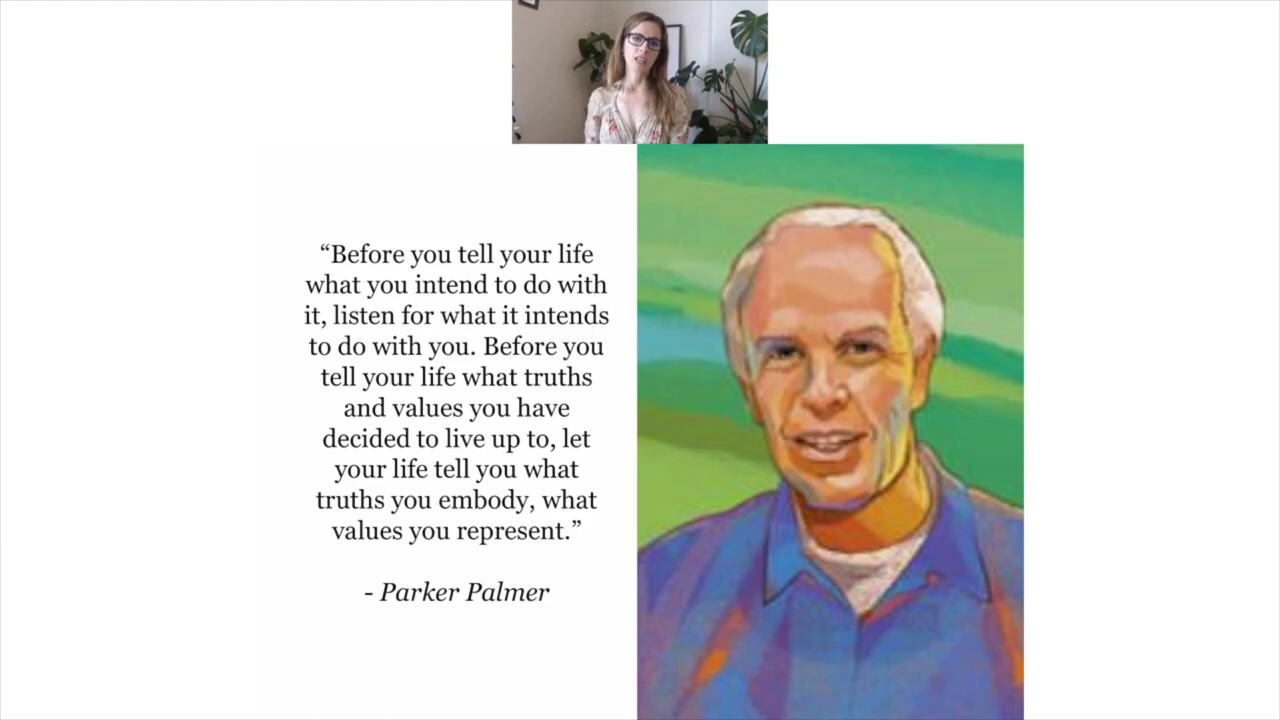 “Before you tell your life
what you intend to do with
it, listen for what it intends
to do with you. Before you
tell your life what truths
and values you have
decided to live up to, let
your life tell you what
truths you embody, what
values you represent.”
- Parker Palmer